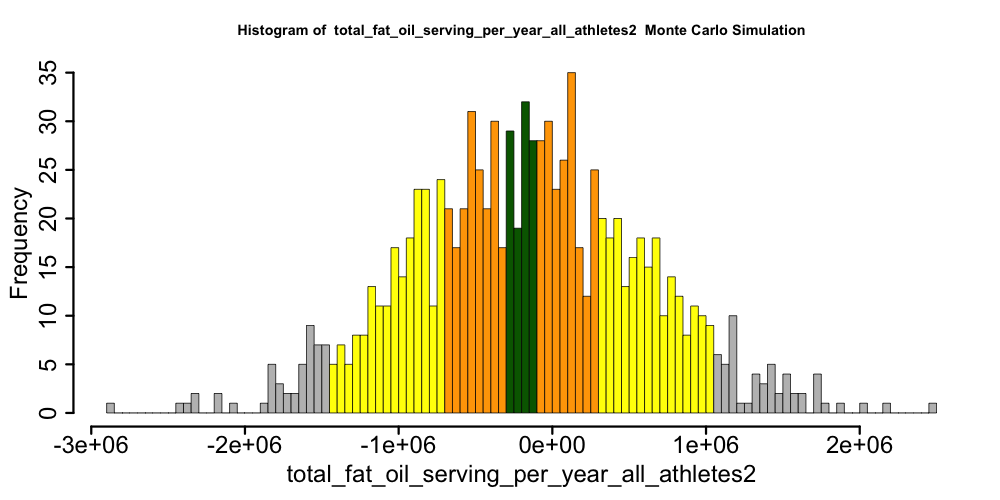 Histogram of  total_fat_oil_serving_per_year_all_athletes2  Monte Carlo Simulation
Frequency
35
30
25
20
15
10
5
0
-3e+06 -2e+06 -1e+06 0e+00 1e+06 2e+06
total_fat_oil_serving_per_year_all_athletes2